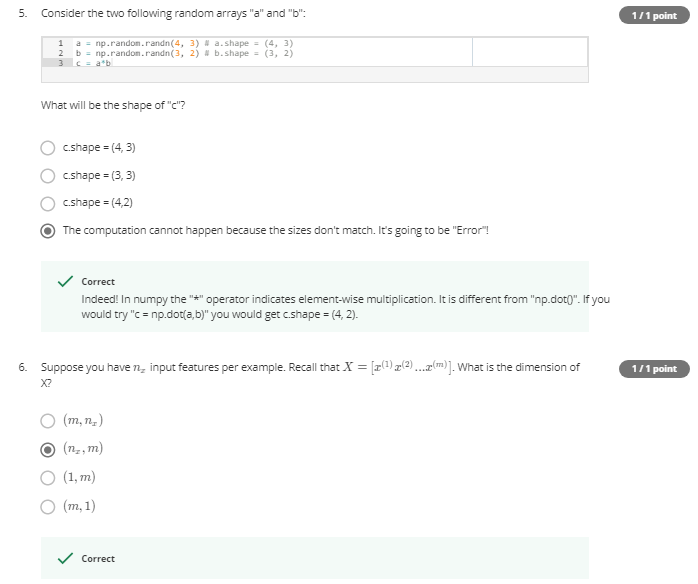 5. Consider the two following random arrays "a" and "b":
1 / 1 point
1 a = np.random.randn(4, 3) # a.shape = (4, 3)
2 b = np.random.randn(3, 2) # b.shape = (3, 2)
3 c = a*b
What will be the shape of "c"?
c.shape = (4, 3)
c.shape = (3, 3)
c.shape = (4,2)
The computation cannot happen because the sizes don't match. It's going to be "Error"!
Correct
Indeed! In numpy the "*" operator indicates element-wise multiplication. It is different from "np.dot()". If you
would try "c = np.dot(a,b)" you would get c.shape = (4, 2).
6. Suppose you have n_x input features per example. Recall that X = [x^(1) x^(2) ... x^(m)]. What is the dimension of
1 / 1 point
X?
(m, n_x)
(n_x, m)
(1, m)
(m, 1)
Correct